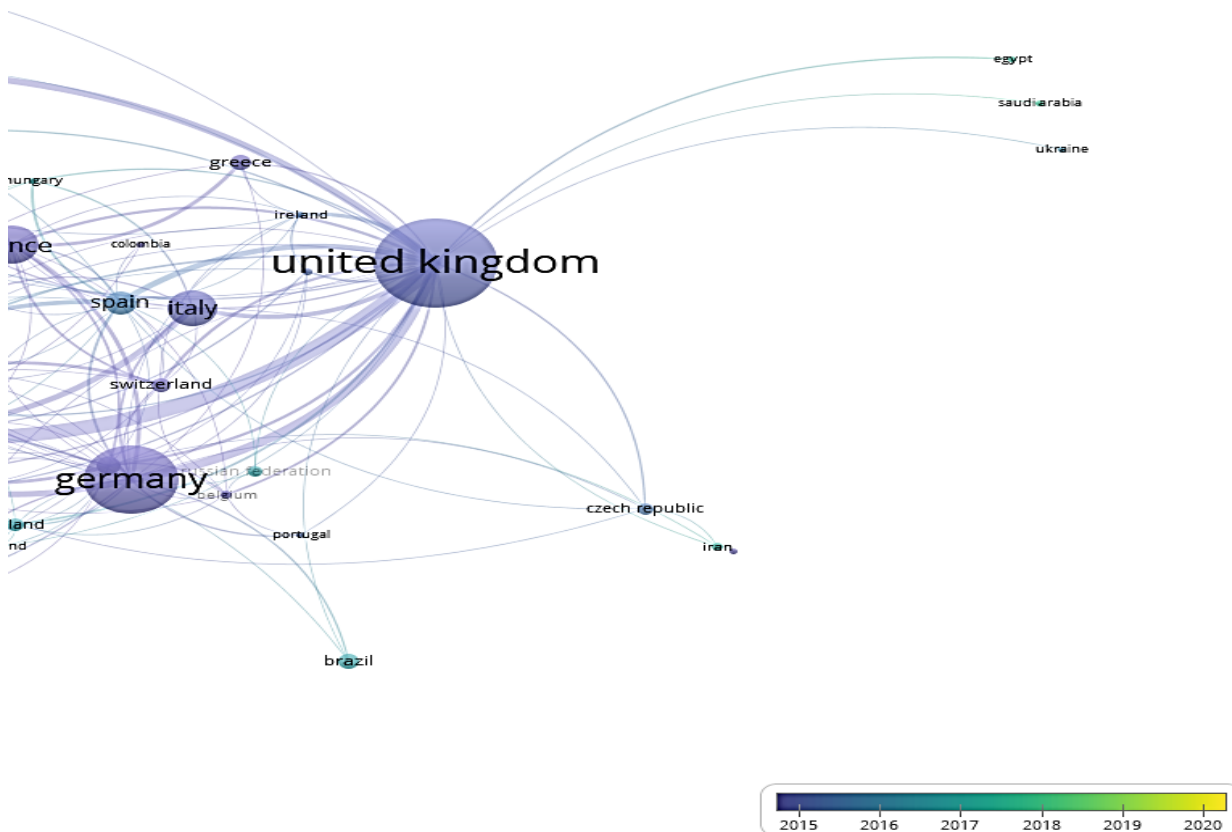 egypt
saudi arabia
ukraine
greece
hungary
ireland
nce
colombia
united kingdom
spain
italy
switzerland
germany
russian federation
belgium
czech republic
land
portugal
nd
iran
brazil
2015 2016 2017 2018 2019 2020